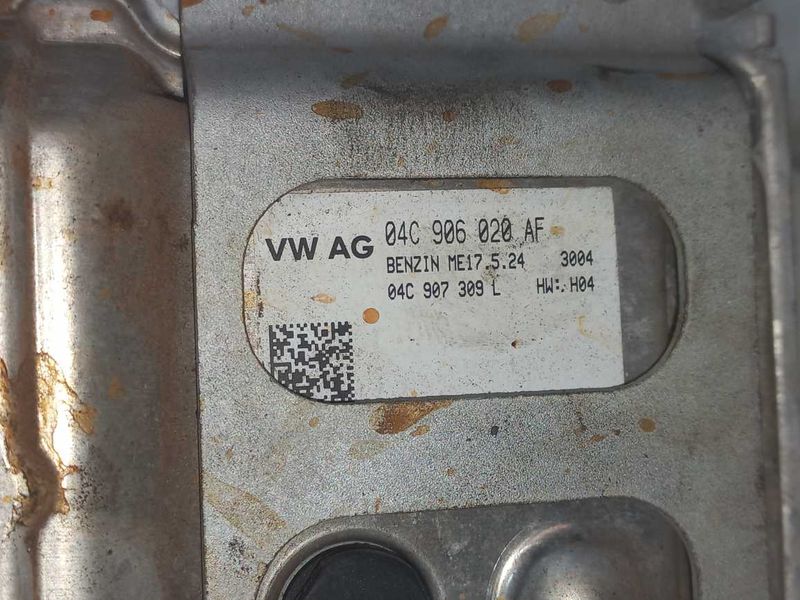 VW AG 04C 906 020 AF
BENZIN ME17.5.24 3004
04C 907 309 L HW: H04